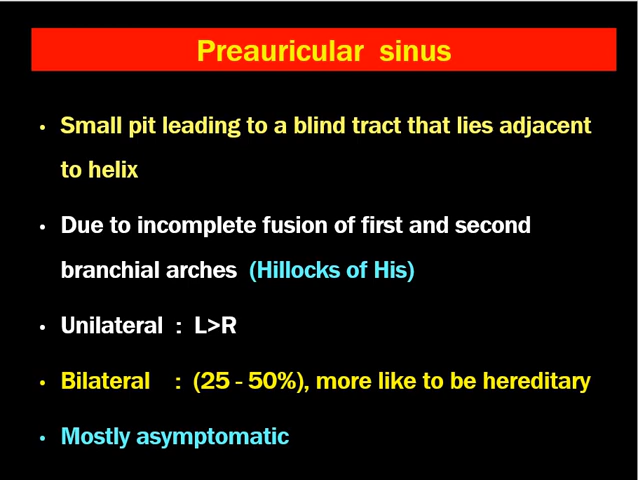 Preauricular sinus
• Small pit leading to a blind tract that lies adjacent
to helix
• Due to incomplete fusion of first and second
branchial arches (Hillocks of His)
• Unilateral : L>R
• Bilateral : (25 - 50%), more like to be hereditary
• Mostly asymptomatic